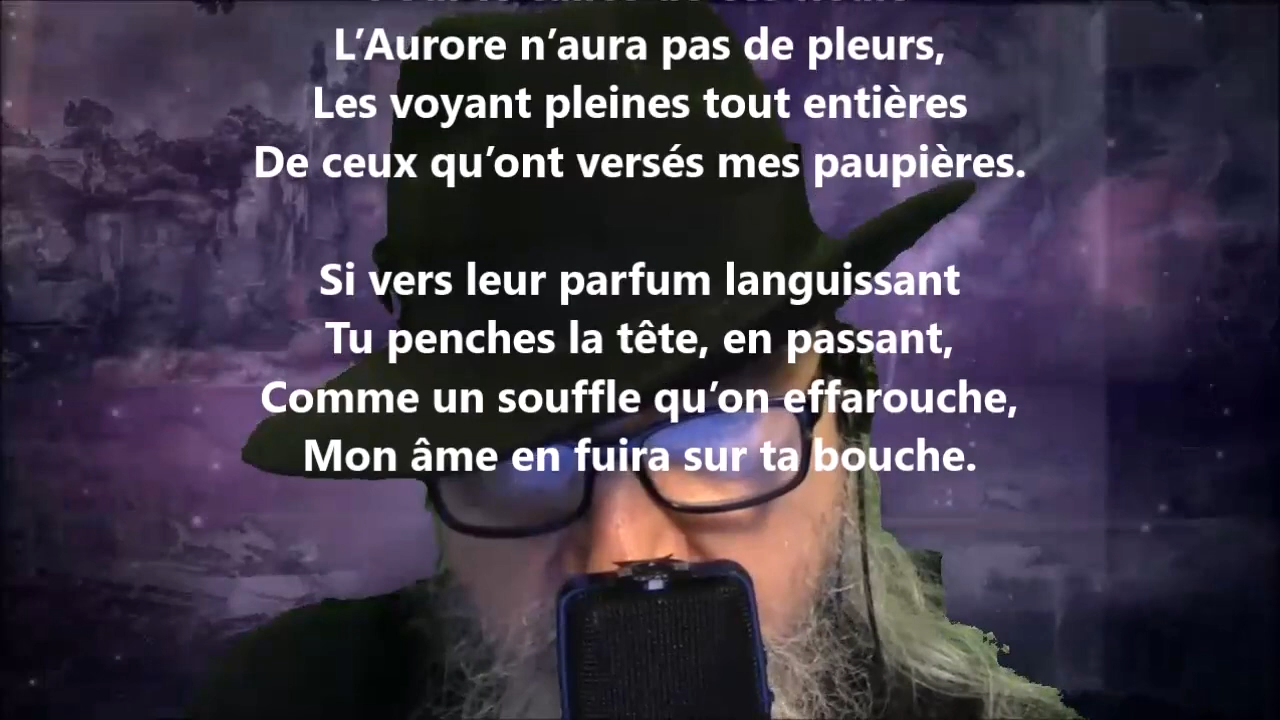 L’Aurore n’aura pas de pleurs,
Les voyant pleines tout entières
De ceux qu’ont versés mes paupières.
Si vers leur parfum languissant
Tu penches la tête, en passant,
Comme un souffle qu’on effarouche,
Mon âme en fuira sur ta bouche.